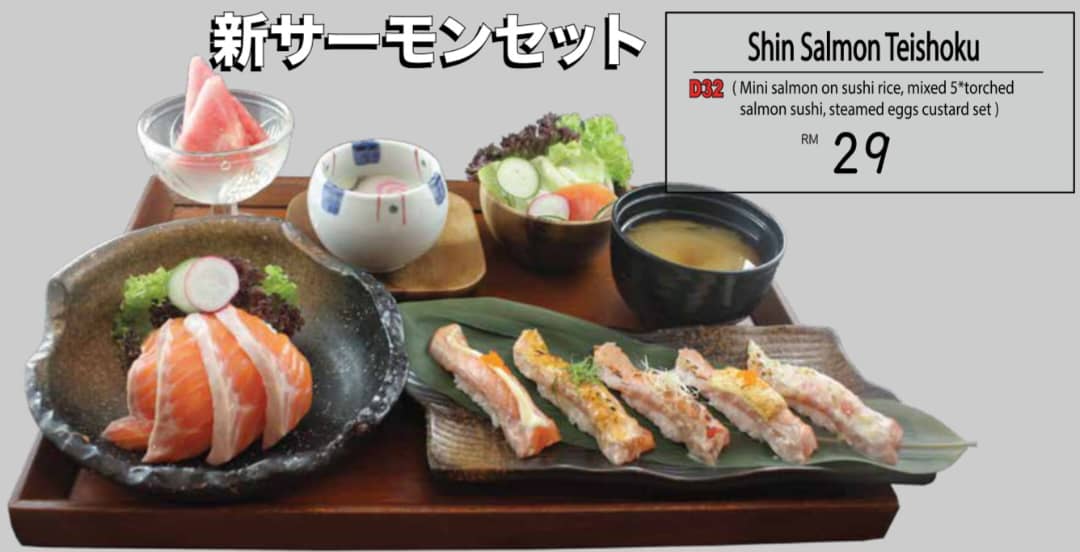 新サーモンセット
Shin Salmon Teishoku
D32 ( Mini salmon on sushi rice, mixed 5*torched
salmon sushi, steamed eggs custard set )
RM 29